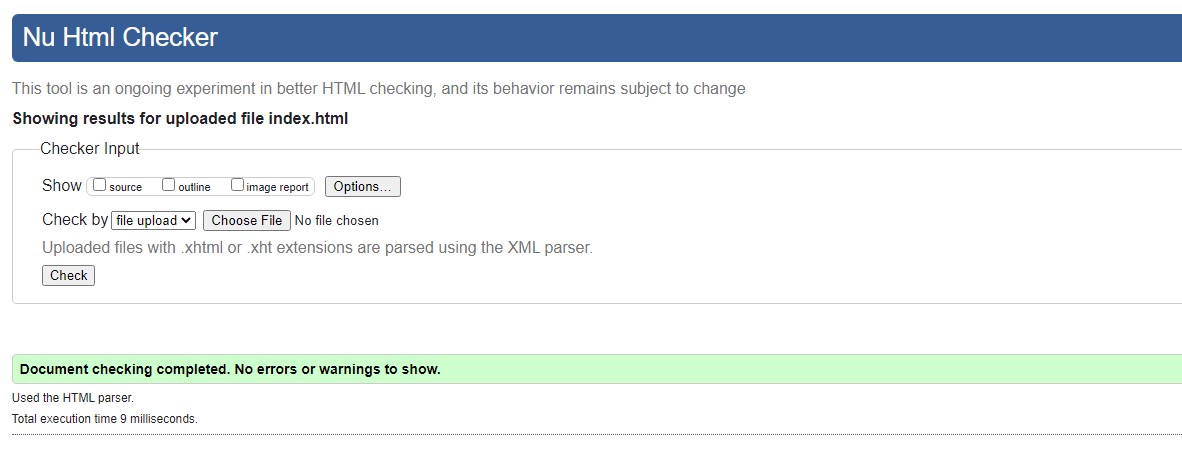 Nu Html Checker
This tool is an ongoing experiment in better HTML checking, and its behavior remains subject to change
Showing results for uploaded file index.html
Checker Input
Show source outline image report Options...
Check by file upload Choose File No file chosen
Uploaded files with .xhtml or .xht extensions are parsed using the XML parser.
Check
Document checking completed. No errors or warnings to show.
Used the HTML parser.
Total execution time 9 milliseconds.